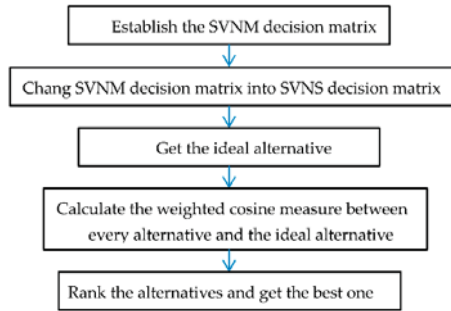 Establish the SVNM decision matrix
Chang SVNM decision matrix into SVNS decision matrix
Get the ideal alternative
Calculate the weighted cosine measure between
every alternative and the ideal alternative
Rank the alternatives and get the best one